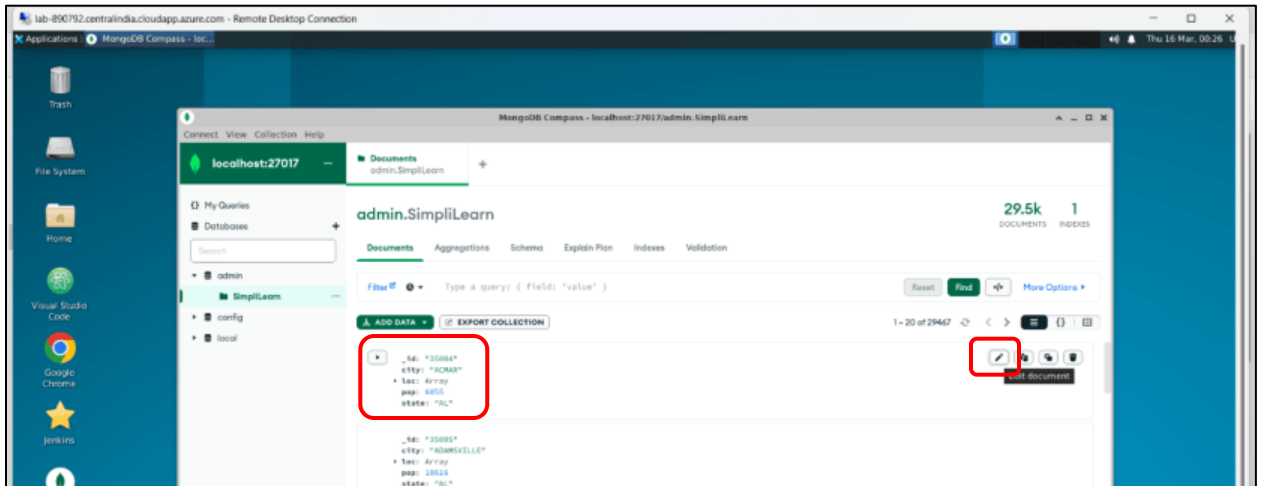 lab-890792.centralindia.cloudapp.azure.com - Remote Desktop Connection
Applications : MongoDB Compass - loc...
Thu 16 Mar, 00:26 U
Trash
File System
Home
Visual Studio
Code
Google
Chrome
Jenkins
MongoDB Compass - localhost:27017/admin.SimpliLearn
Connect View Collection Help
localhost:27017 ...
Documents
admin.SimpliLearn
+
{} My Queries
Databases +
Search
admin
SimpliLearn ...
config
local
admin.SimpliLearn
29.5k 1
DOCUMENTS INDEXES
Documents Aggregations Schema Explain Plan Indexes Validation
Filter Type a query: { field: 'value' } Reset Find </> More Options
ADD DATA EXPORT COLLECTION 1 - 20 of 29467 {}
_id: "35004"
city: "ACMAR"
loc: Array
pop: 6055
state: "AL"
document
_id: "35005"
city: "ADAMSVILLE"
loc: Array
pop: 10616
state: "AL"